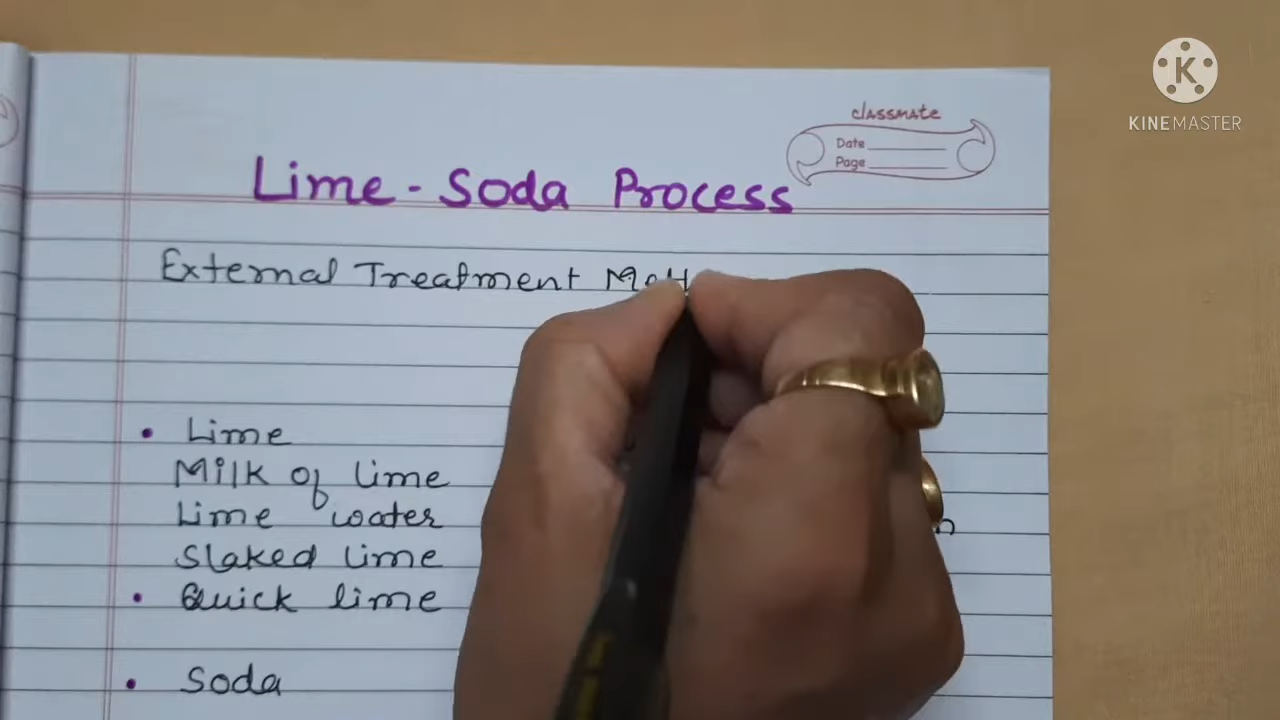 KINEMASTER
classmate
Date
Page
Lime - Soda Process
External Treatment
• Lime
Milk of lime
Lime water
Slaked lime
• Quick lime
• Soda